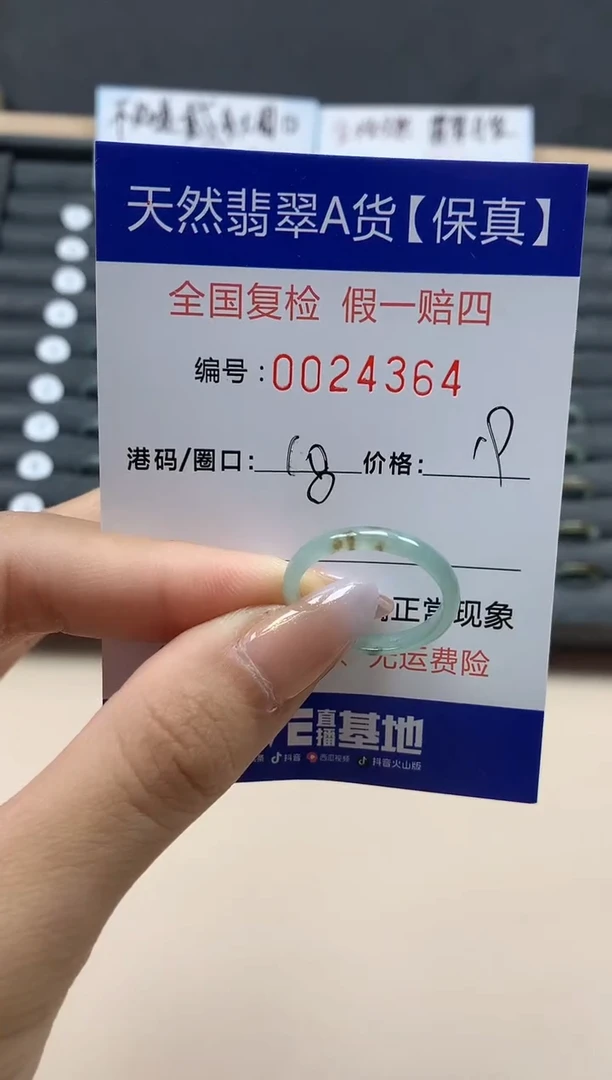 天然翡翠A货【保真】
全国复检 假一赔四
编号:0024364
港码/圈口: 18 价格:
正常现象
、无运费险
直播基地
抖音 西瓜视频 抖音火山版